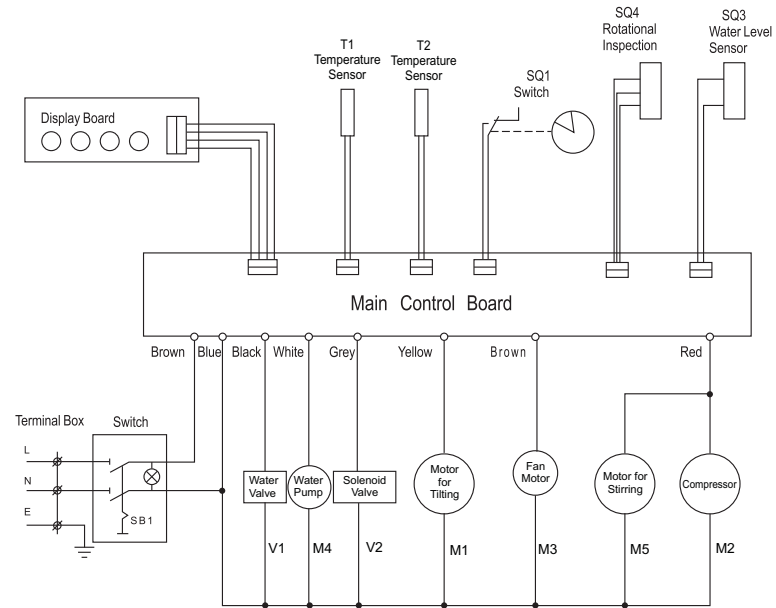 SQ4
Rotational
Inspection
SQ3
Water Level
Sensor
T1
Temperature
Sensor
T2
Temperature
Sensor
SQ1
Switch
Display Board
Main Control Board
Brown
Blue
Black
White
Grey
Yellow
Brown
Red
Terminal Box
Switch
L
N
E
SB1
Water
Valve
Water
Pump
Solenoid
Valve
Motor
for
Tilting
Fan
Motor
Motor for
Stirring
Compressor
V1
M4
V2
M1
M3
M5
M2